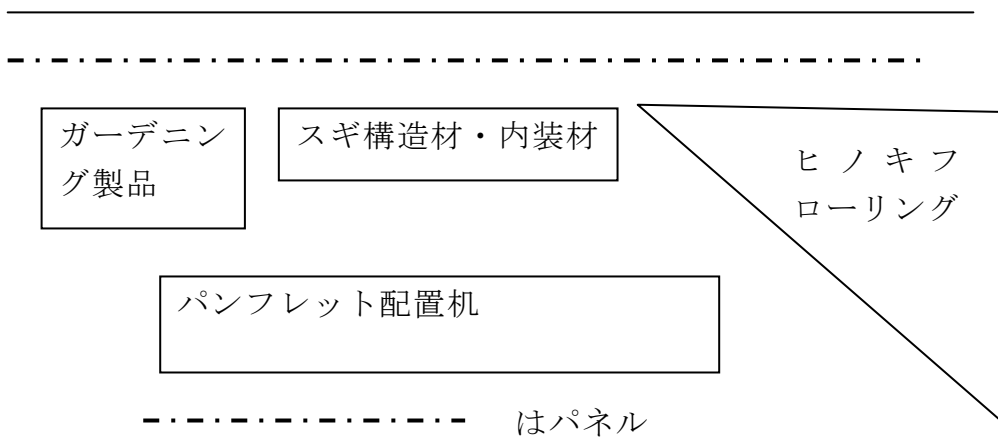 ガーデニン
グ製品
スギ構造材・内装材
ヒノキフ
ローリング
パンフレット配置机
はパネル